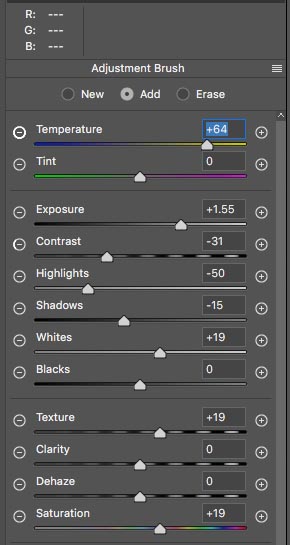 R: ---
G: ---
B: ---
Adjustment Brush
New Add Erase
Temperature +64
Tint 0
Exposure +1.55
Contrast -31
Highlights -50
Shadows -15
Whites +19
Blacks 0
Texture +19
Clarity 0
Dehaze 0
Saturation +19